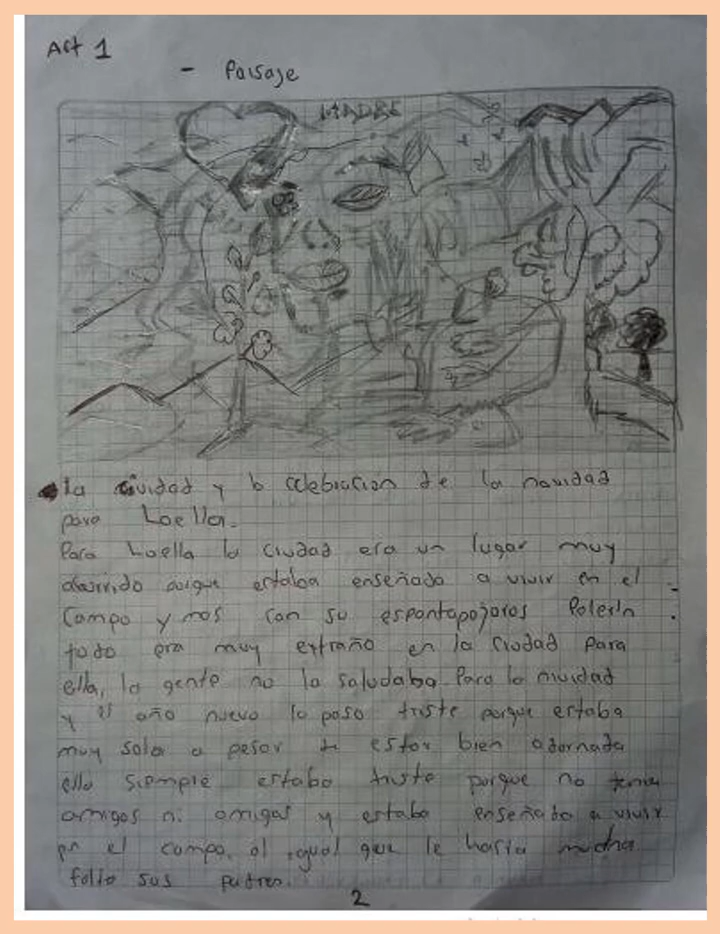 Act 1
- Paisaje
MADRE
La ciudad y la celebracion de la navidad
para Loella.
Para Loella la ciudad era un lugar muy
aburrido porque estaba enseñada a vivir en el
Campo y mas con su espantapajaros Polerin
todo era muy extraño en la Ciudad para
ella, la gente no la saludaba Para la navidad
y el año nuevo lo paso triste porque estaba
muy sola a pesar de estar bien adornada
ella siempre estaba triste porque no tenia
amigos ni amigas y estaba enseñada a vivir
en el campo, al igual que le hasia mucha
falta sus padres.
2